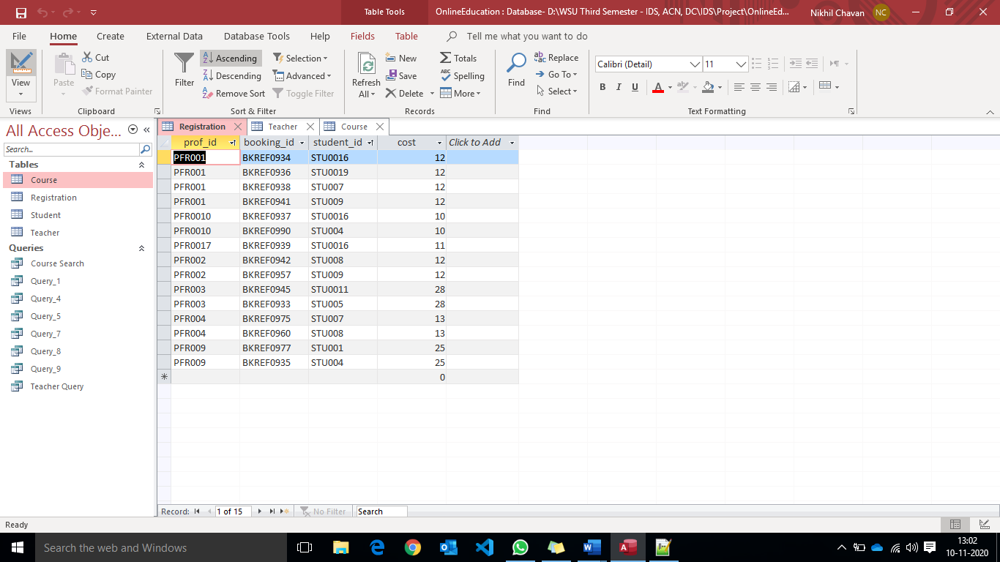 Table Tools
OnlineEducation : Database- D:\WSU Third Semester - IDS, ACN, DC\IDS\Project\OnlineEd...
Nikhil Chavan NC
File Home Create External Data Database Tools Help Fields Table Tell me what you want to do
View
Views
Paste
Cut
Copy
Format Painter
Clipboard
Filter
Ascending
Descending
Remove Sort
Selection
Advanced
Toggle Filter
Sort & Filter
Refresh
All
New
Save
Delete
Totals
Spelling
More
Records
Find
Replace
Go To
Select
Find
Calibri (Detail) 11
B I U A
Text Formatting
All Access Obje...
Search...
Tables
Course
Registration
Student
Teacher
Queries
Course Search
Query_1
Query_4
Query_5
Query_7
Query_8
Query_9
Teacher Query
Registration Teacher Course
prof_id booking_id student_id cost Click to Add
PFR001 BKREF0934 STU0016 12
PFR001 BKREF0936 STU0019 12
PFR001 BKREF0938 STU007 12
PFR001 BKREF0941 STU009 12
PFR0010 BKREF0937 STU0016 10
PFR0010 BKREF0990 STU004 10
PFR0017 BKREF0939 STU0016 11
PFR002 BKREF0942 STU008 12
PFR002 BKREF0957 STU009 12
PFR003 BKREF0945 STU0011 28
PFR003 BKREF0933 STU005 28
PFR004 BKREF0975 STU007 13
PFR004 BKREF0960 STU008 13
PFR009 BKREF0977 STU001 25
PFR009 BKREF0935 STU004 25
0
Record: 1 of 15 No Filter Search
Ready
Search the web and Windows
13:02
10-11-2020